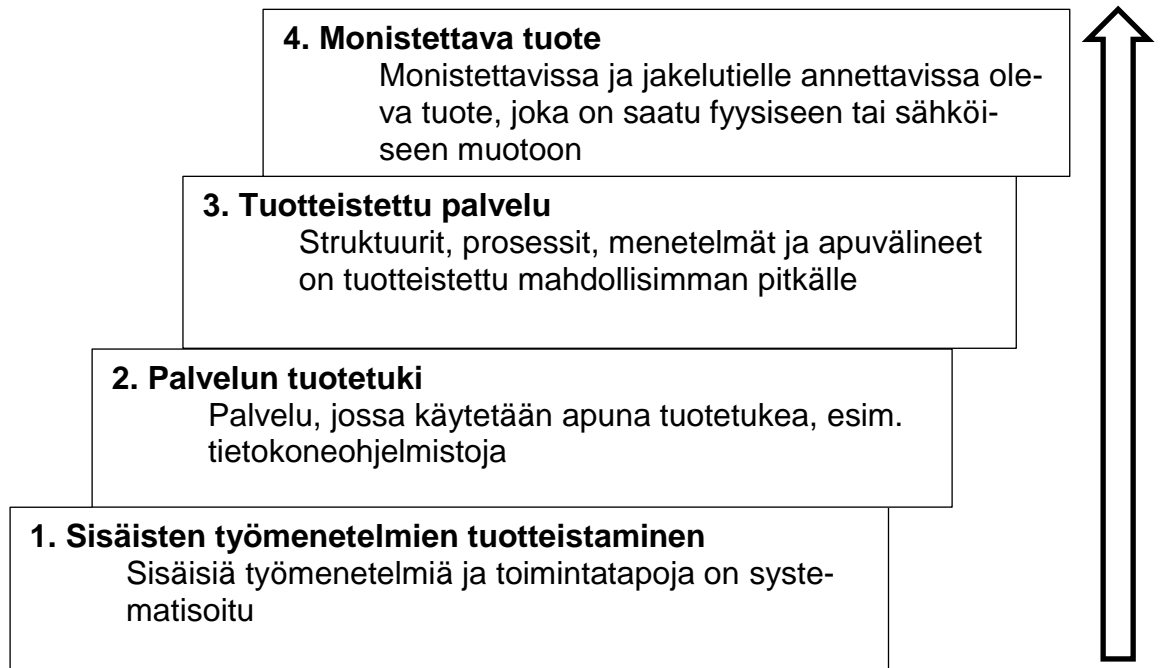 4. Monistettava tuote
Monistettavissa ja jakelutielle annettavissa ole-
va tuote, joka on saatu fyysiseen tai sähköi-
seen muotoon
3. Tuotteistettu palvelu
Struktuurit, prosessit, menetelmät ja apuvälineet
on tuotteistettu mahdollisimman pitkälle
2. Palvelun tuotetuki
Palvelu, jossa käytetään apuna tuotetukea, esim.
tietokoneohjelmistoja
1. Sisäisten työmenetelmien tuotteistaminen
Sisäisiä työmenetelmiä ja toimintatapoja on syste-
matisoitu